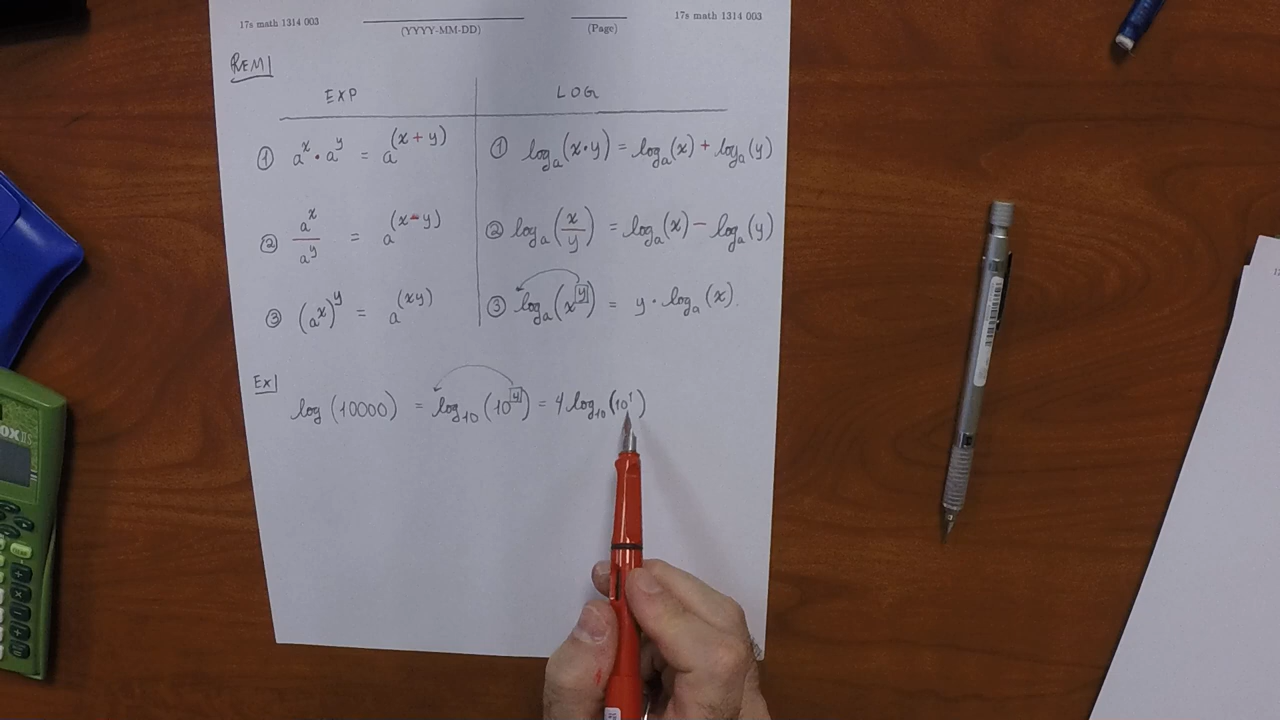 17s math 1314 003 (YYYY-MM-DD) (Page) 17s math 1314 003
REM
EXP LOG
① a^x · a^y = a^(x + y) ① log_a(x·y) = log_a(x) + log_a(y)
② a^x / a^y = a^(x - y) ② log_a(x/y) = log_a(x) - log_a(y)
③ (a^x)^y = a^(xy) ③ log_a(x^y) = y · log_a(x).
Ex
log(10000) = log_10(10^4) = 4 log_10(10^1)